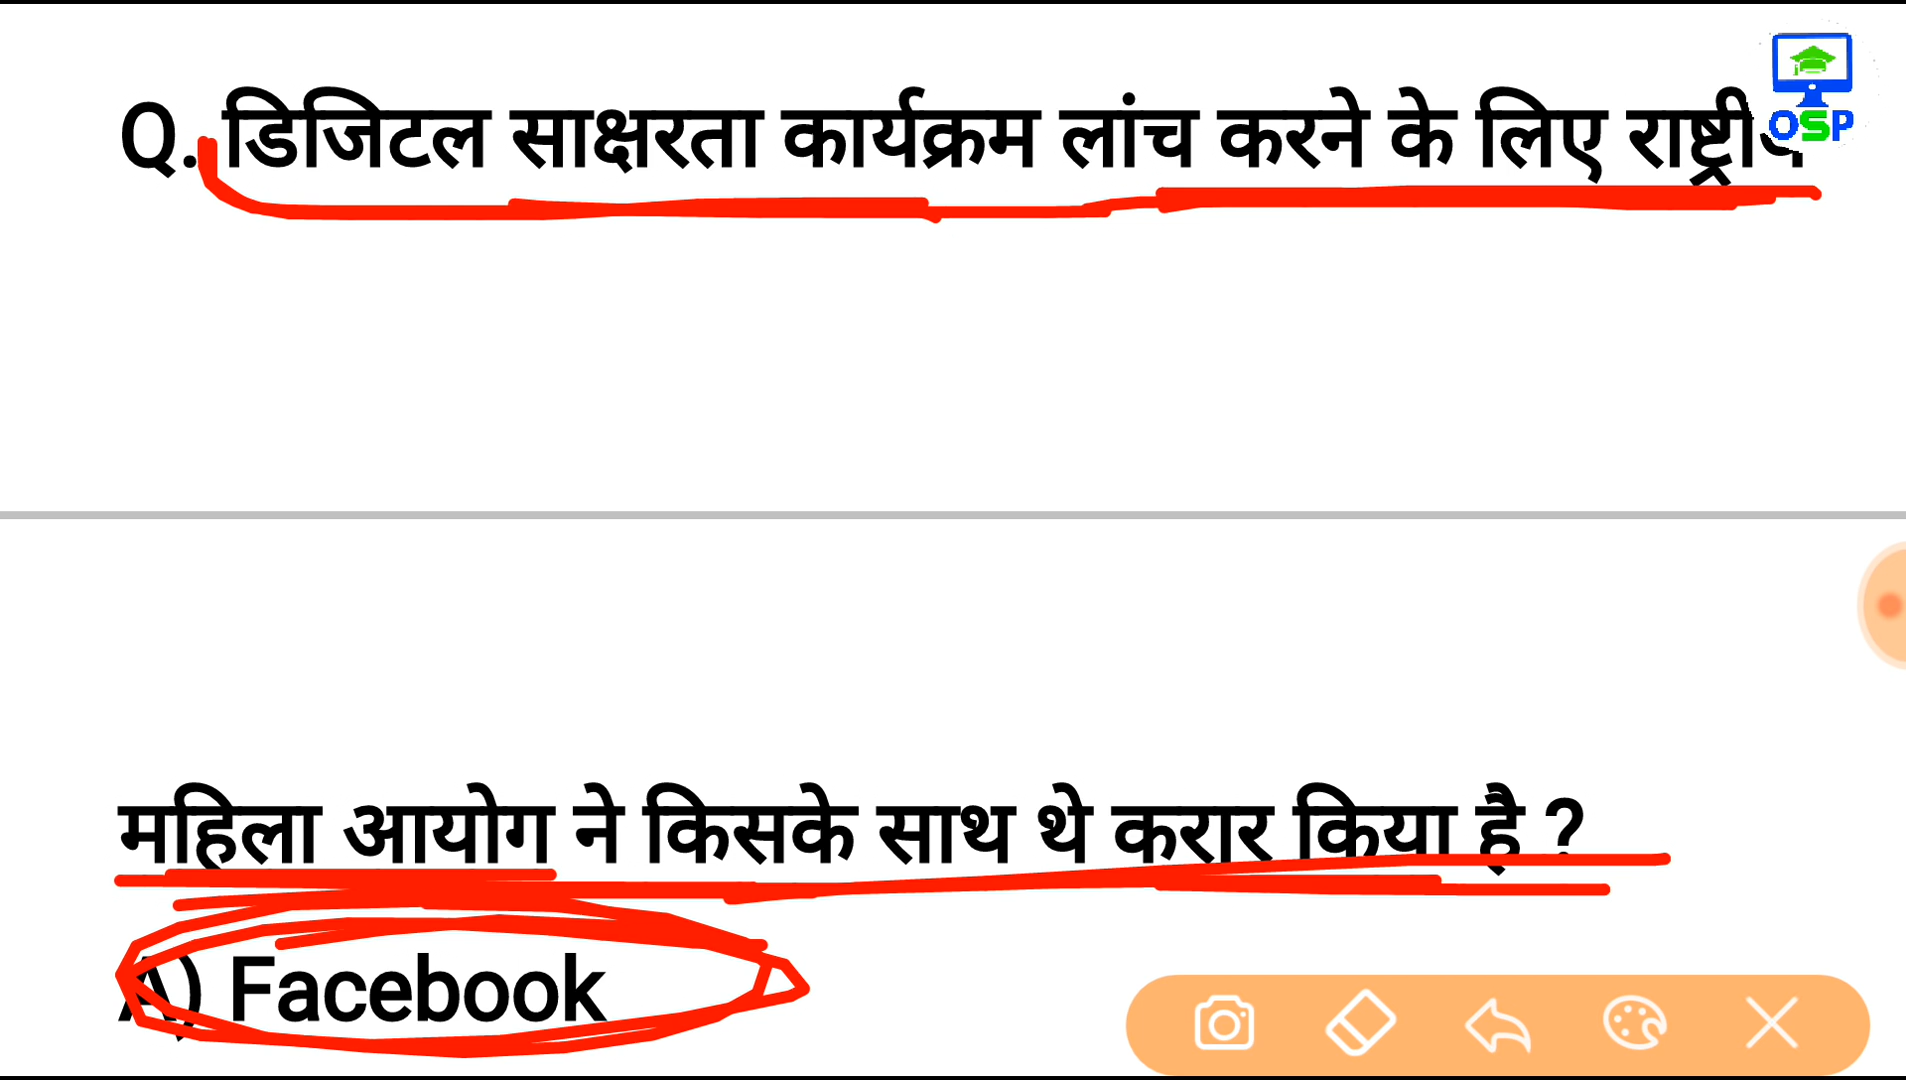 Q. डिजिटल साक्षरता कार्यक्रम लांच करने के लिए राष्ट्रीय
OSP
महिला आयोग ने किसके साथ थे करार किया है ?
A) Facebook